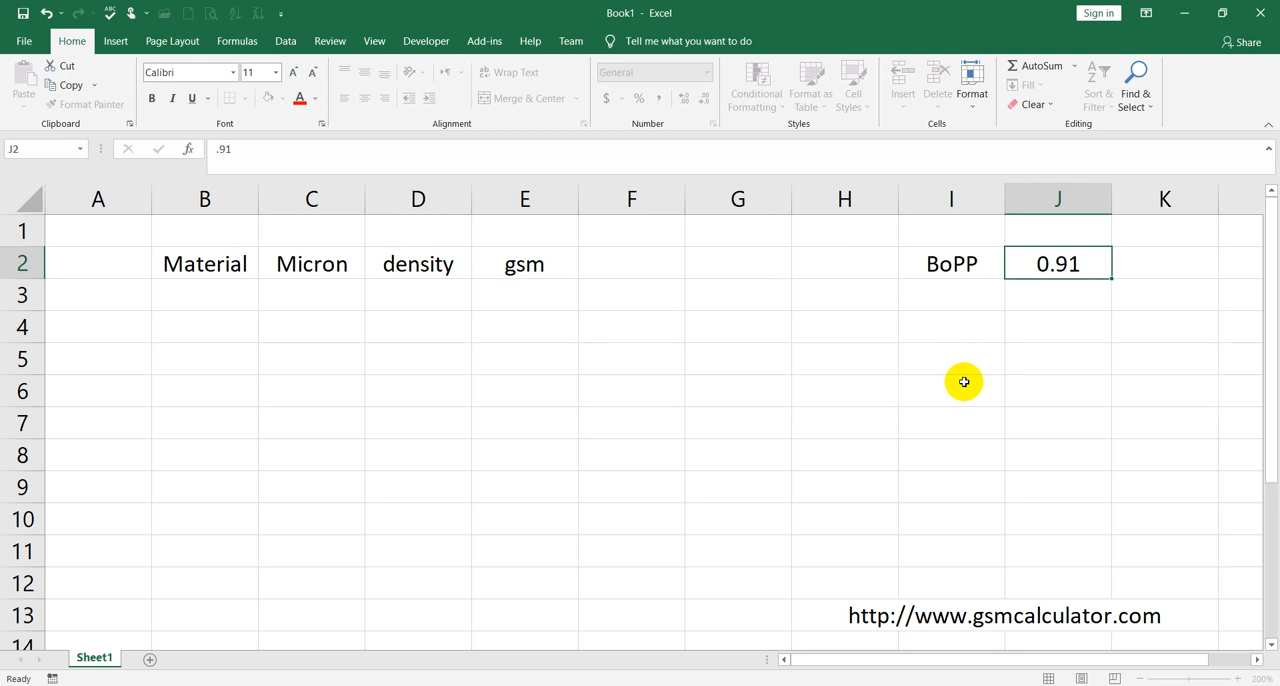 Book1 - Excel
Sign in
File Home Insert Page Layout Formulas Data Review View Developer Add-ins Help Team Tell me what you want to do Share
Paste
Cut
Copy
Format Painter
Clipboard
Calibri 11
B I U
Font
Wrap Text
Merge & Center
Alignment
General
$ % ,
Number
Conditional Formatting
Format as Table
Cell Styles
Styles
Insert Delete Format
Cells
AutoSum
Fill
Clear
Sort & Filter
Find & Select
Editing
J2 fx .91
A B C D E F G H I J K
1
2 Material Micron density gsm BoPP 0.91
3
4
5
6
7
8
9
10
11
12
13 http://www.gsmcalculator.com
14
Sheet1
Ready 200%